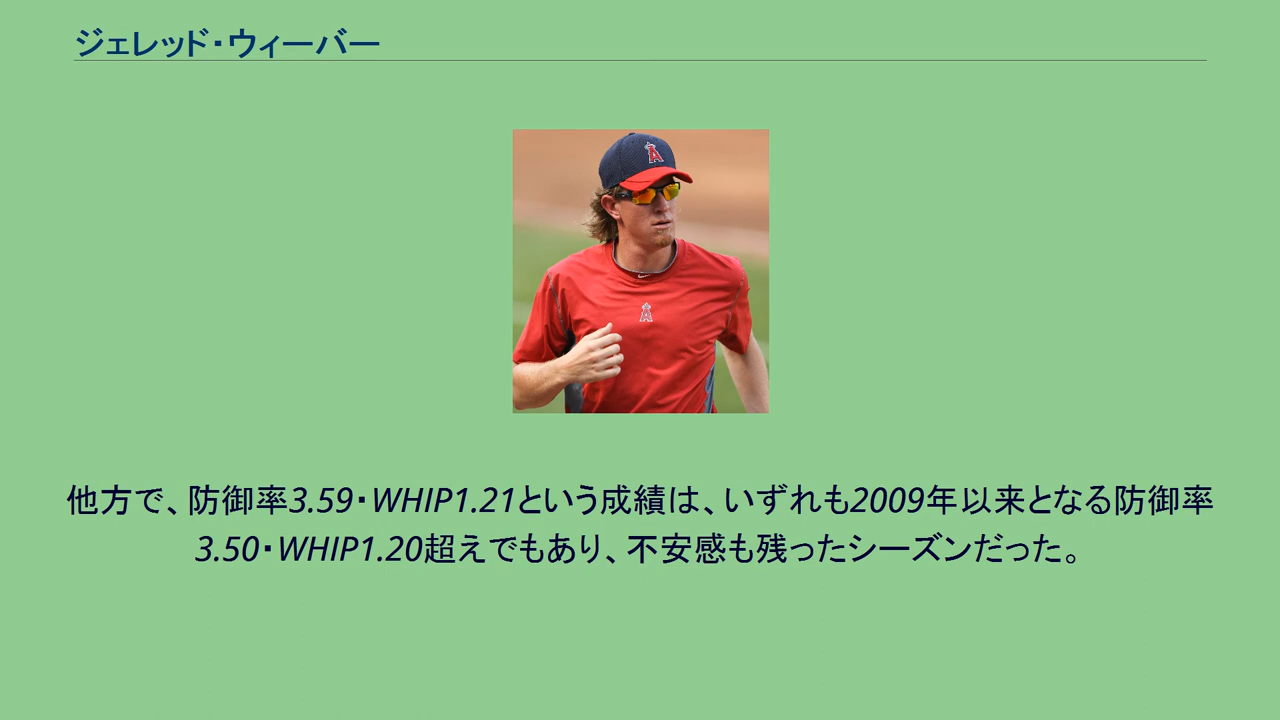 ジェレッド・ウィーバー
他方で、防御率3.59・WHIP1.21という成績は、いずれも2009年以来となる防御率
3.50・WHIP1.20超えでもあり、不安感も残ったシーズンだった。